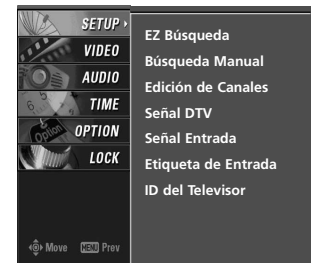 SETUP
VIDEO
AUDIO
TIME
OPTION
LOCK
Move MENU Prev
EZ Búsqueda
Búsqueda Manual
Edición de Canales
Señal DTV
Señal Entrada
Etiqueta de Entrada
ID del Televisor